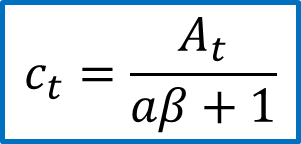 c_t = A_t / (aβ + 1)